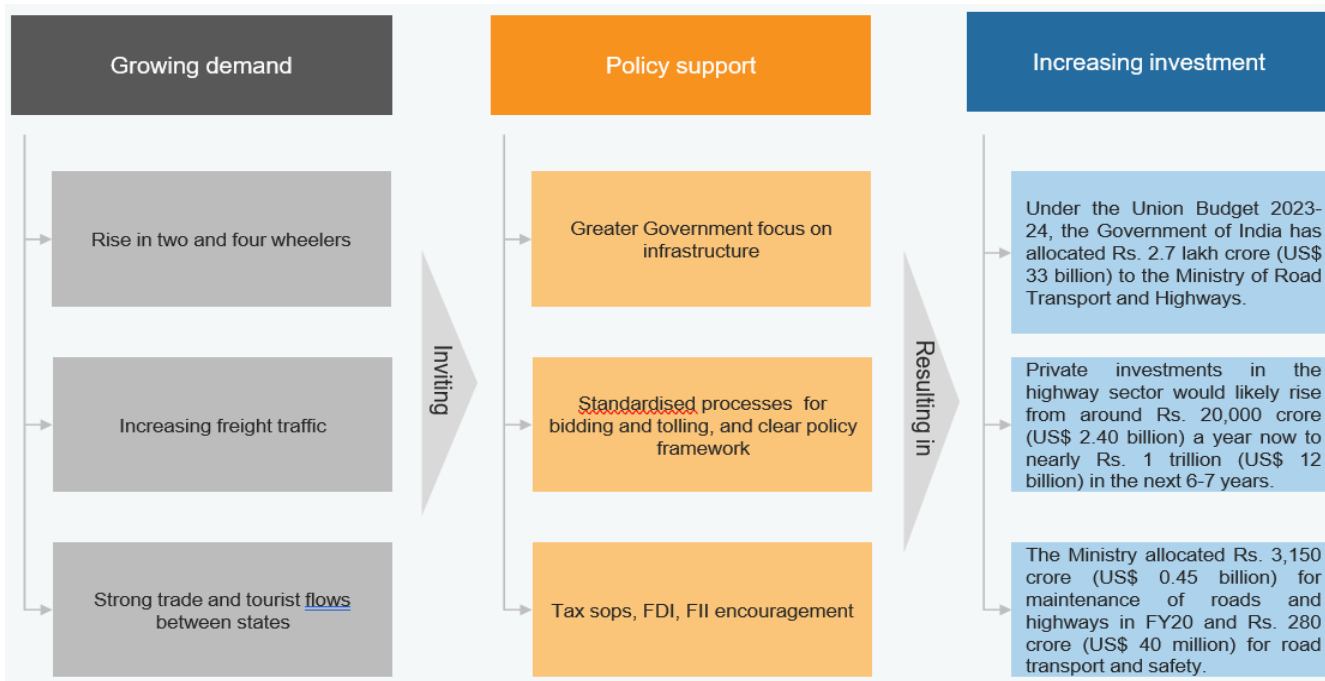 Growing demand
Rise in two and four wheelers
Increasing freight traffic
Strong trade and tourist flows
between states
Inviting
Policy support
Greater Government focus on
infrastructure
Standardised processes for
bidding and tolling, and clear policy
framework
Tax sops, FDI, FII encouragement
Resulting in
Increasing investment
Under the Union Budget 2023-
24, the Government of India has
allocated Rs. 2.7 lakh crore (US$
33 billion) to the Ministry of Road
Transport and Highways.
Private investments in the
highway sector would likely rise
from around Rs. 20,000 crore
(US$ 2.40 billion) a year now to
nearly Rs. 1 trillion (US$ 12
billion) in the next 6-7 years.
The Ministry allocated Rs. 3,150
crore (US$ 0.45 billion) for
maintenance of roads and
highways in FY20 and Rs. 280
crore (US$ 40 million) for road
transport and safety.